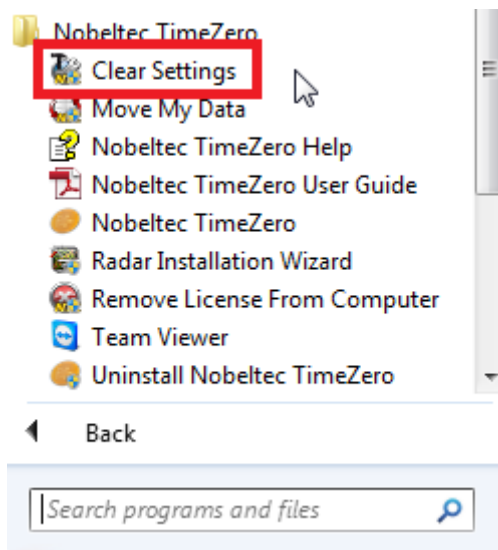 Nobeltec TimeZero
Clear Settings
Move My Data
Nobeltec TimeZero Help
Nobeltec TimeZero User Guide
Nobeltec TimeZero
Radar Installation Wizard
Remove License From Computer
Team Viewer
Uninstall Nobeltec TimeZero
Back
Search programs and files